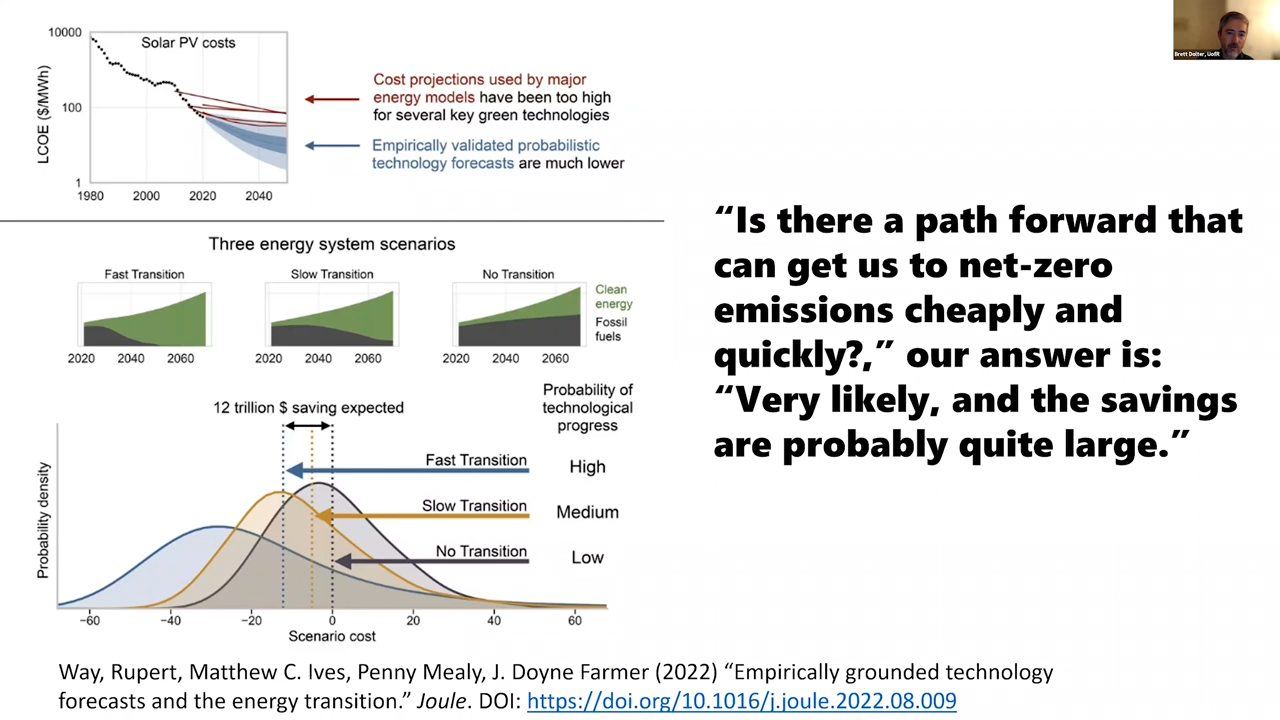 10000
Solar PV costs
100
1
LCOE ($/MWh)
1980
2000
2020
2040
Cost projections used by major
energy models have been too high
for several key green technologies
Empirically validated probabilistic
technology forecasts are much lower
Brett Dolter, UofR
Three energy system scenarios
Fast Transition
Slow Transition
No Transition
Clean
energy
Fossil
fuels
2020 2040 2060
2020 2040 2060
2020 2040 2060
Probability of
technological
progress
12 trillion $ saving expected
Fast Transition High
Slow Transition Medium
No Transition Low
Probability density
−60 −40 −20 0 20 40 60
Scenario cost
“Is there a path forward that
can get us to net-zero
emissions cheaply and
quickly?,” our answer is:
“Very likely, and the savings
are probably quite large.”
Way, Rupert, Matthew C. Ives, Penny Mealy, J. Doyne Farmer (2022) “Empirically grounded technology
forecasts and the energy transition.” Joule. DOI: https://doi.org/10.1016/j.joule.2022.08.009